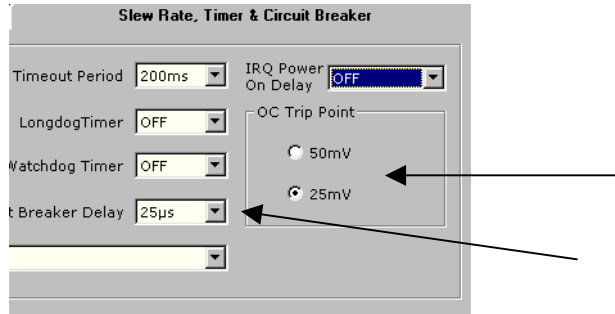 Slew Rate, Timer & Circuit Breaker
Timeout Period 200ms
IRQ Power On Delay OFF
LongdogTimer OFF
OC Trip Point
50mV
Watchdog Timer OFF
25mV
t Breaker Delay 25µs